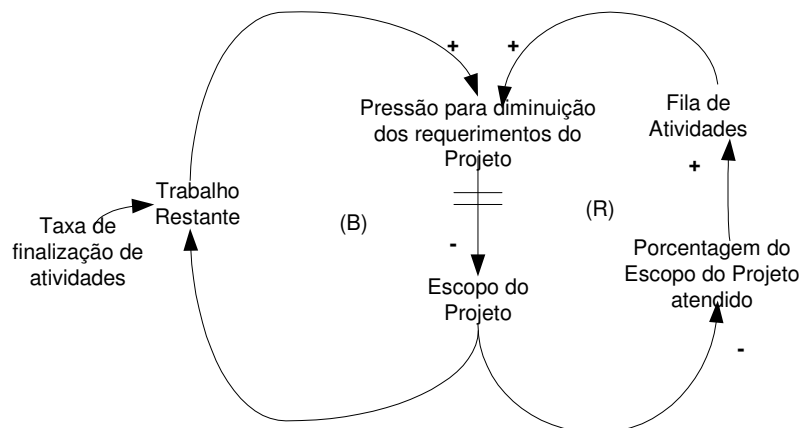 +
+
Pressão para diminuição
dos requerimentos do
Projeto
Fila de
Atividades
+
Trabalho
Restante
Taxa de
finalização de
atividades
(B)
(R)
-
Escopo do
Projeto
Porcentagem do
Escopo do Projeto
atendido
-